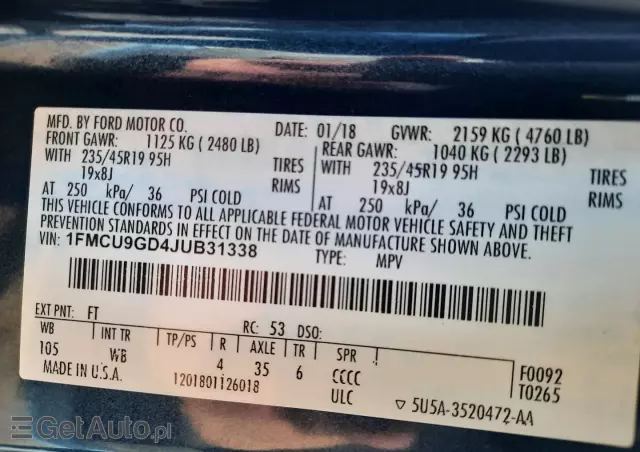 MFD. BY FORD MOTOR CO.
DATE: 01/18 GVWR: 2159 KG ( 4760 LB)
FRONT GAWR: 1125 KG ( 2480 LB)
REAR GAWR: 1040 KG ( 2293 LB)
WITH 235/45R19 95H TIRES
WITH 235/45R19 95H TIRES
19x8J RIMS
19x8J RIMS
AT 250 kPa/ 36 PSI COLD
AT 250 kPa/ 36 PSI COLD
THIS VEHICLE CONFORMS TO ALL APPLICABLE FEDERAL MOTOR VEHICLE SAFETY AND THEFT
PREVENTION STANDARDS IN EFFECT ON THE DATE OF MANUFACTURE SHOWN ABOVE.
VIN: 1FMCU9GD4JUB31338
TYPE: MPV
EXT PNT: FT RC: 53 DSO:
WB INT TR TP/PS R AXLE TR SPR
105 WB 4 35 6 CCCC
F0092
T0265
MADE IN U.S.A. 1201801126018 ULC
5U5A-3520472-AA
GetAuto.pl